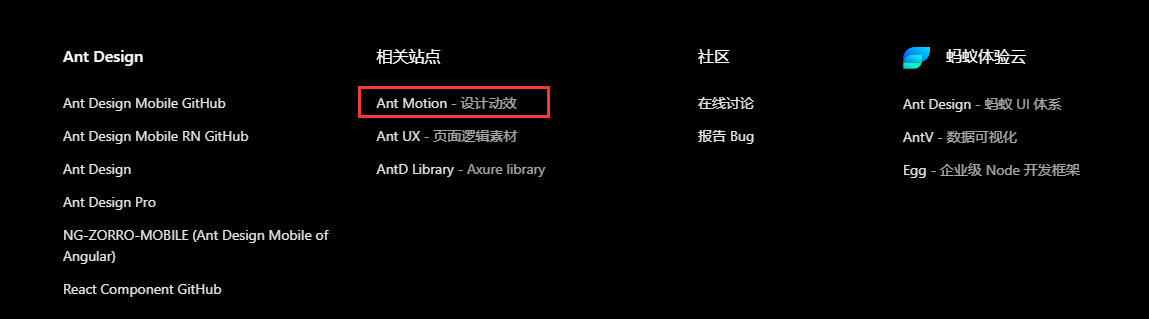 Ant Design
Ant Design Mobile GitHub
Ant Design Mobile RN GitHub
Ant Design
Ant Design Pro
NG-ZORRO-MOBILE (Ant Design Mobile of
Angular)
React Component GitHub
相关站点
Ant Motion - 设计动效
Ant UX - 页面逻辑素材
AntD Library - Axure library
社区
在线讨论
报告 Bug
蚂蚁体验云
Ant Design - 蚂蚁 UI 体系
AntV - 数据可视化
Egg - 企业级 Node 开发框架